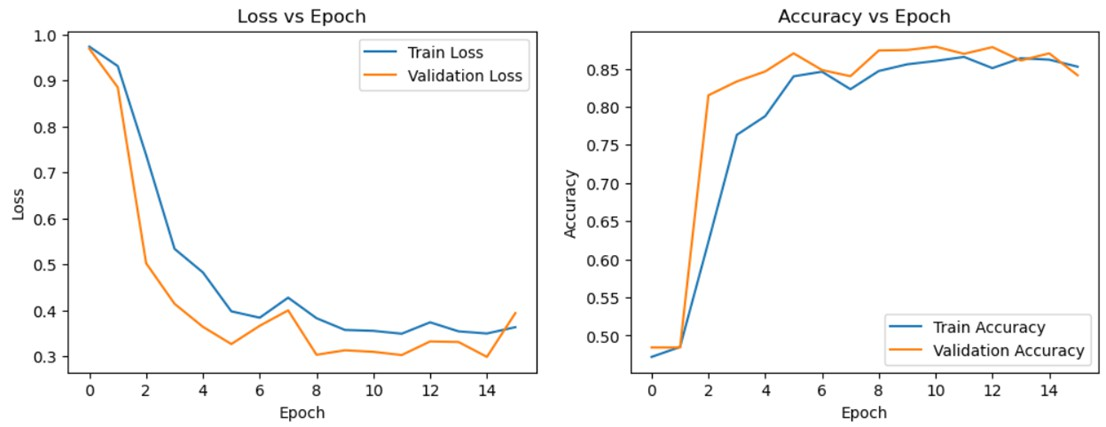 Loss vs Epoch
Train Loss
Validation Loss
Loss
1.0
0.9
0.8
0.7
0.6
0.5
0.4
0.3
0 2 4 6 8 10 12 14
Epoch
Accuracy vs Epoch
Accuracy
0.85
0.80
0.75
0.70
0.65
0.60
0.55
0.50
Train Accuracy
Validation Accuracy
0 2 4 6 8 10 12 14
Epoch